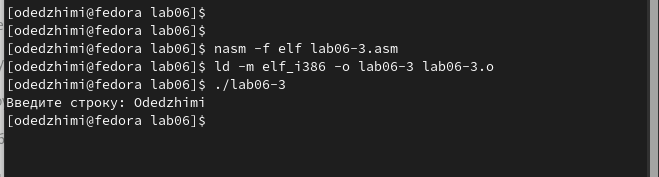 [odedzhimi@fedora lab06]$
[odedzhimi@fedora lab06]$
[odedzhimi@fedora lab06]$ nasm -f elf lab06-3.asm
[odedzhimi@fedora lab06]$ ld -m elf_i386 -o lab06-3 lab06-3.o
[odedzhimi@fedora lab06]$ ./lab06-3
Введите строку: Odedzhimi
[odedzhimi@fedora lab06]$